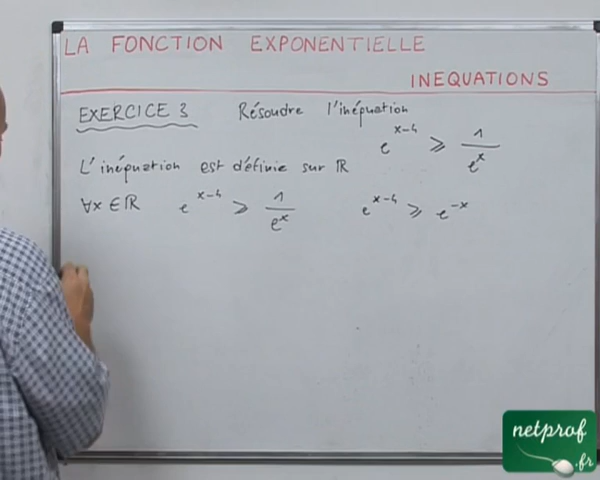 LA FONCTION EXPONENTIELLE
INEQUATIONS
EXERCICE 3 Résoudre l'inéquation
e^(x-4) ⩾ 1/e^x
L'inéquation est définie sur ℝ
∀x ∈ ℝ e^(x-4) ⩾ 1/e^x e^(x-4) ⩾ e^(-x)
netprof
.fr